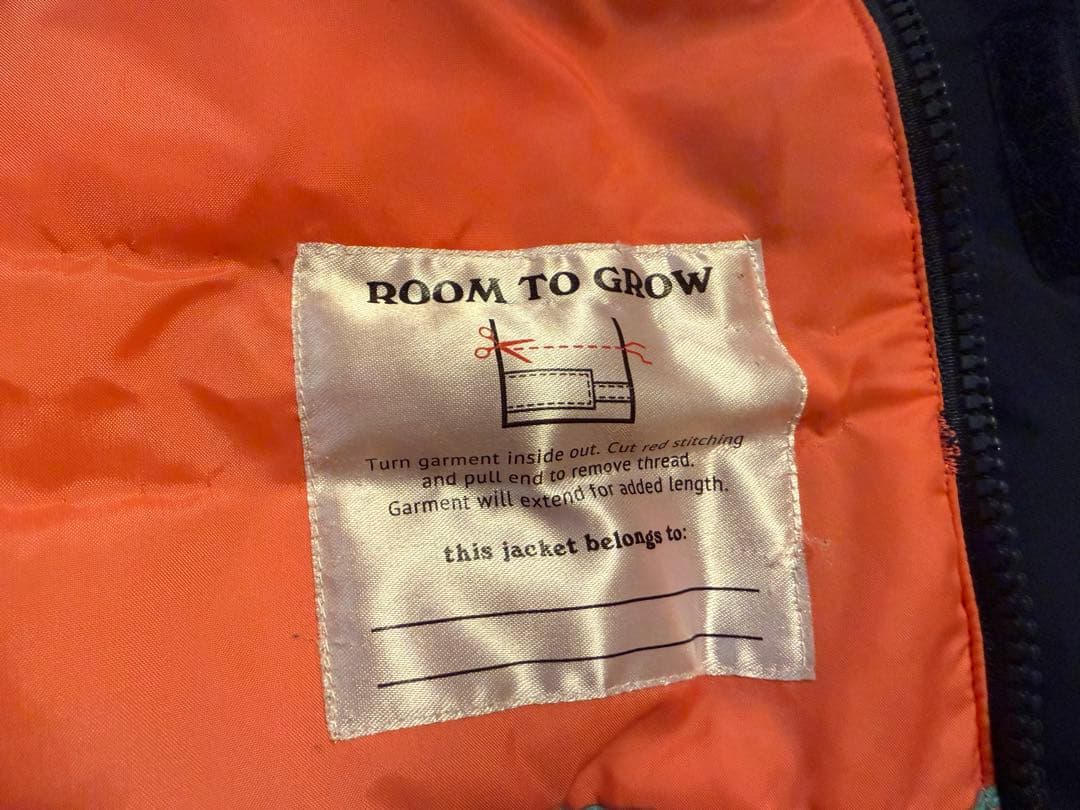 ROOM TO GROW
Turn garment inside out. Cut red stitching
and pull end to remove thread.
Garment will extend for added length.
this jacket belongs to: